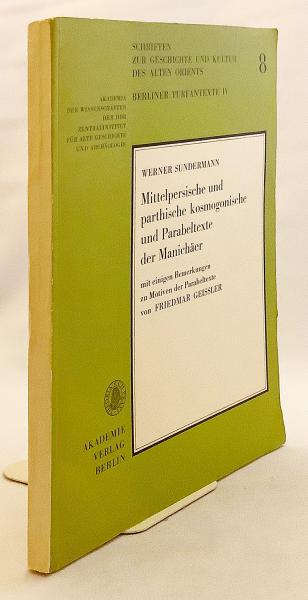 SCHRIFTEN
ZUR GESCHICHTE UND KULTUR
DES ALTEN ORIENTS
8
BERLINER TURFANTEXTE IV
AKADEMIE
DER WISSENSCHAFTEN
DER DDR
ZENTRALINSTITUT
FÜR ALTE GESCHICHTE
UND ARCHÄOLOGIE
WERNER SUNDERMANN
Mittelpersische und
parthische kosmogonische
und Parabeltexte
der Manichäer
mit einigen Bemerkungen
zu Motiven der Parabeltexte
von FRIEDMAR GEISSLER
AKADEMIE
VERLAG
BERLIN